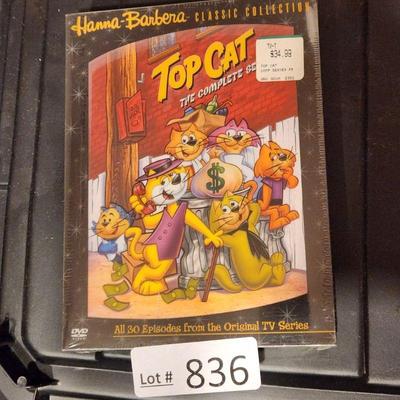 Hanna-Barbera CLASSIC COLLECTION
$34.99
TOP CAT
TOP CAT
THE COMPLETE SE
$
All 30 Episodes from the Original TV Series
DVD
VIDEO
Lot # 836